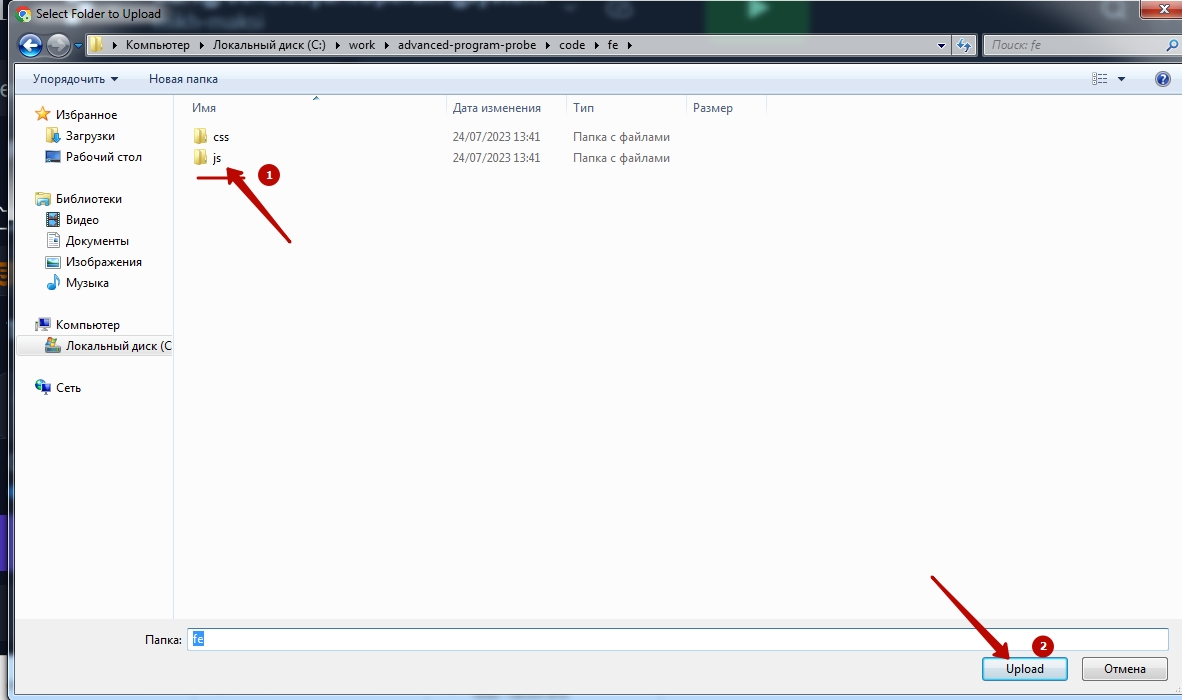 Select Folder to Upload
Компьютер Локальный диск (C:) work advanced-program-probe code fe
Поиск: fe
Упорядочить Новая папка
Имя Дата изменения Тип Размер
css 24/07/2023 13:41 Папка с файлами
js 24/07/2023 13:41 Папка с файлами
1
Избранное
Загрузки
Рабочий стол
Библиотеки
Видео
Документы
Изображения
Музыка
Компьютер
Локальный диск (C
Сеть
Папка: fe
2
Upload Отмена